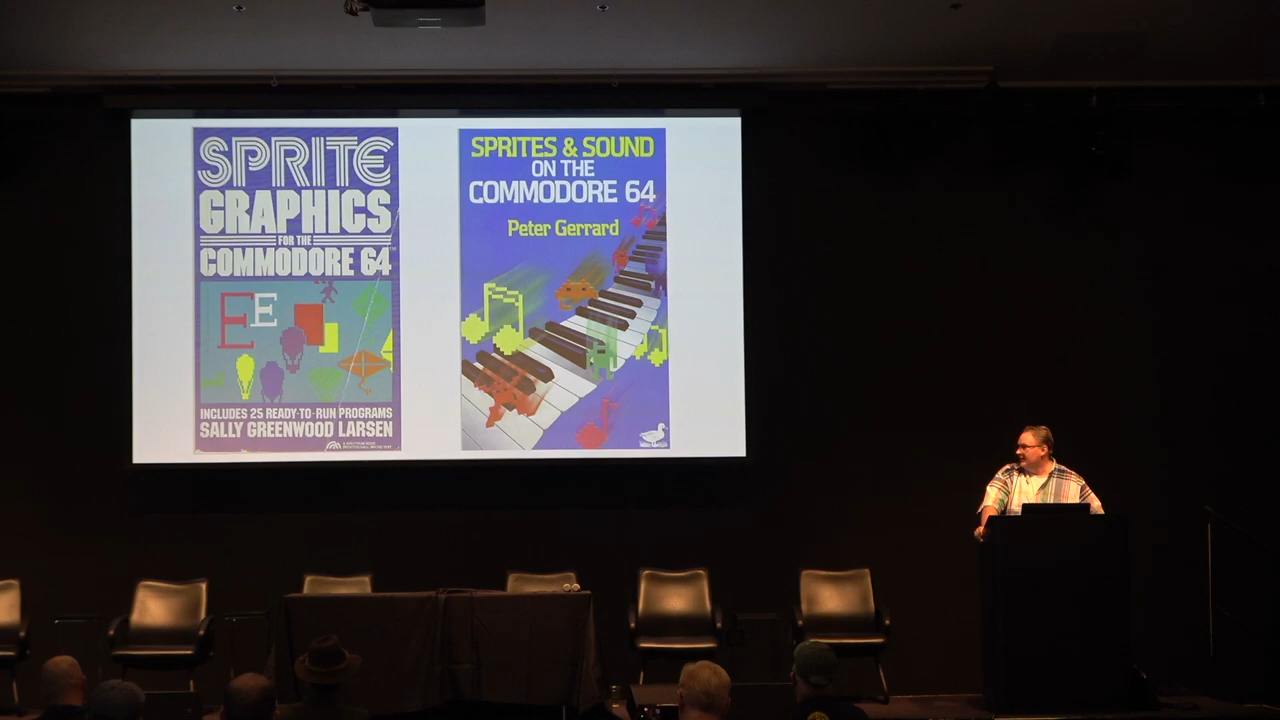 SPRITE
GRAPHICS
FOR THE
COMMODORE 64™
INCLUDES 25 READY-TO-RUN PROGRAMS
SALLY GREENWOOD LARSEN
SPRITES & SOUND
ON THE
COMMODORE 64
Peter Gerrard